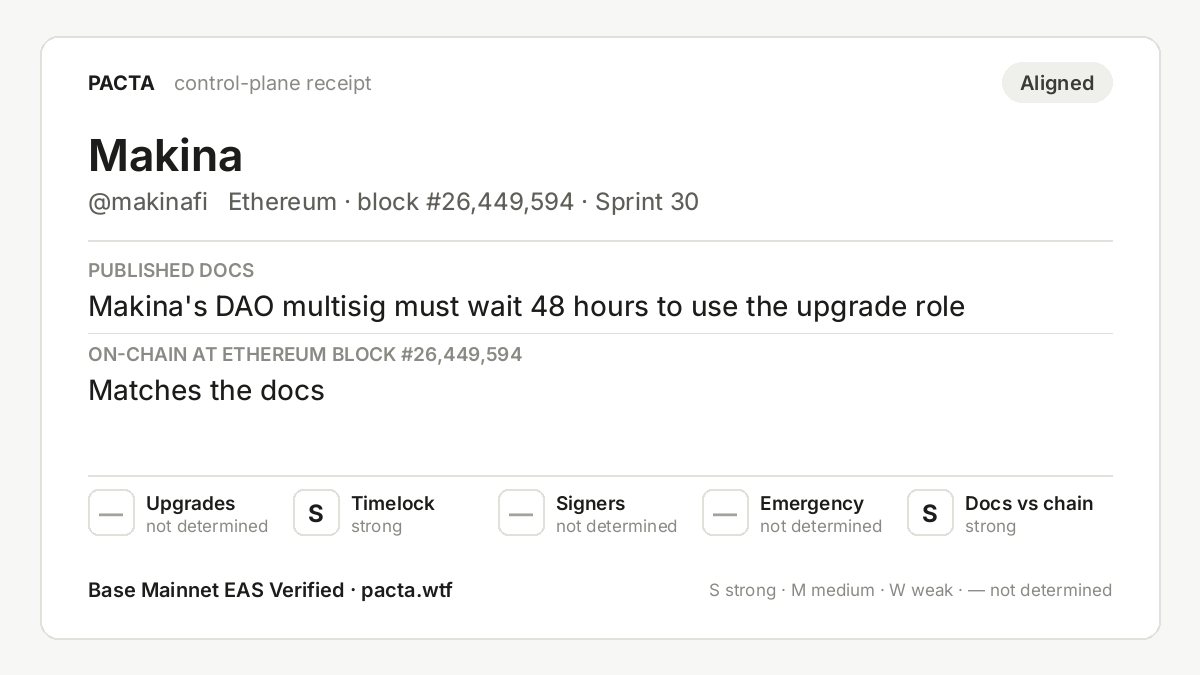 PACTA control-plane receipt Aligned
Makina
@makinafi Ethereum · block #26,449,594 · Sprint 30
PUBLISHED DOCS
Makina's DAO multisig must wait 48 hours to use the upgrade role
ON-CHAIN AT ETHEREUM BLOCK #26,449,594
Matches the docs
— Upgrades not determined
S Timelock strong
— Signers not determined
— Emergency not determined
S Docs vs chain strong
Base Mainnet EAS Verified · pacta.wtf
S strong · M medium · W weak · — not determined